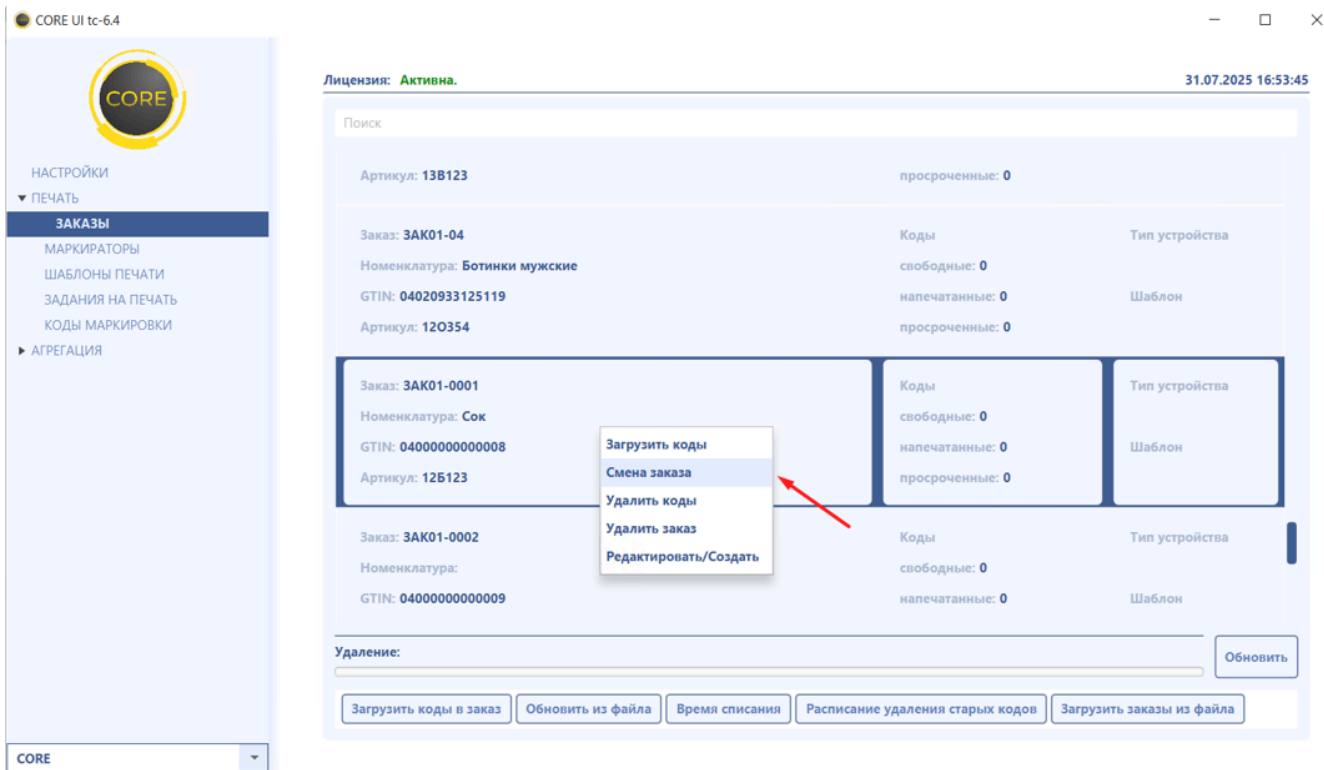 CORE UI tc-6.4
CORE
НАСТРОЙКИ
ПЕЧАТЬ
ЗАКАЗЫ
МАРКИРАТОРЫ
ШАБЛОНЫ ПЕЧАТИ
ЗАДАНИЯ НА ПЕЧАТЬ
КОДЫ МАРКИРОВКИ
АГРЕГАЦИЯ
CORE
Лицензия: Активна. 31.07.2025 16:53:45
Поиск
Артикул: 13В123 просроченные: 0
Заказ: ЗАК01-04 Коды Тип устройства
Номенклатура: Ботинки мужские свободные: 0
GTIN: 04020933125119 напечатанные: 0 Шаблон
Артикул: 12О354 просроченные: 0
Заказ: ЗАК01-0001 Коды Тип устройства
Номенклатура: Сок свободные: 0
GTIN: 04000000000008 напечатанные: 0 Шаблон
Артикул: 12Б123 просроченные: 0
Загрузить коды
Смена заказа
Удалить коды
Удалить заказ
Редактировать/Создать
Заказ: ЗАК01-0002 Коды Тип устройства
Номенклатура: свободные: 0
GTIN: 04000000000009 напечатанные: 0 Шаблон
Удаление:
Обновить
Загрузить коды в заказ Обновить из файла Время списания Расписание удаления старых кодов Загрузить заказы из файла